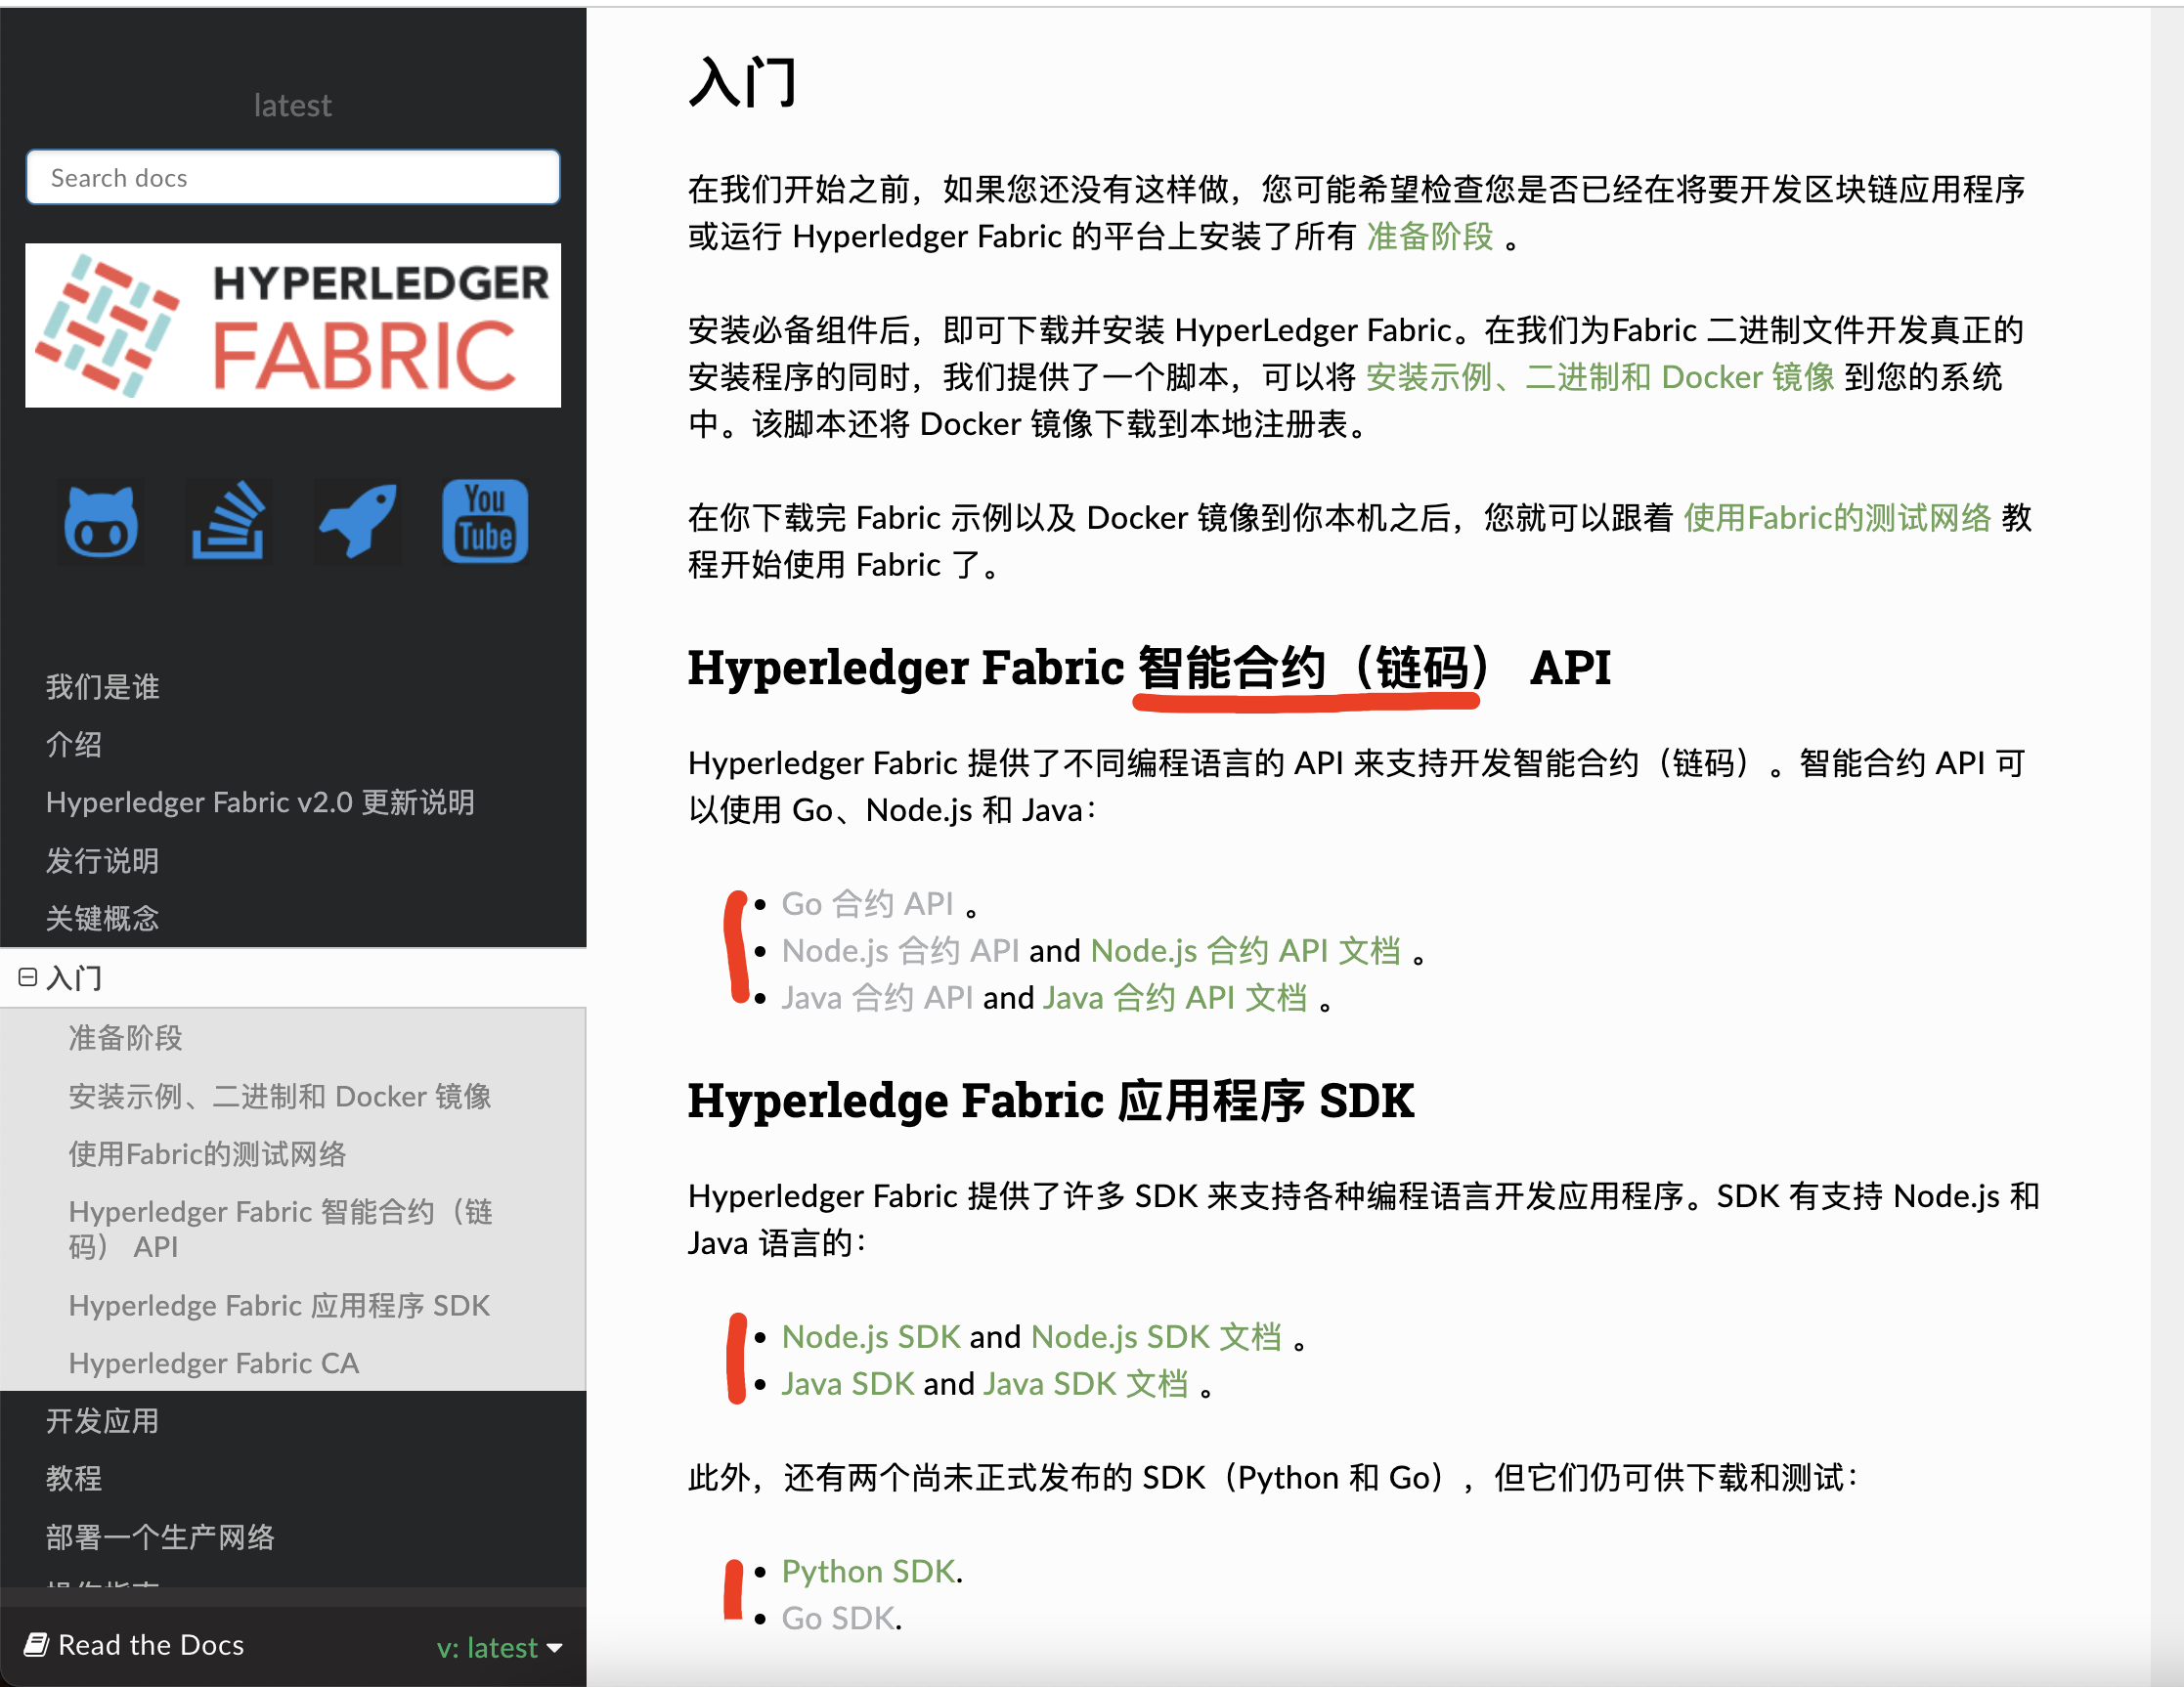 latest
Search docs
HYPERLEDGER
FABRIC
You
Tube
我们是谁
介绍
Hyperledger Fabric v2.0 更新说明
发行说明
关键概念
入门
准备阶段
安装示例、二进制和 Docker 镜像
使用Fabric的测试网络
Hyperledger Fabric 智能合约（链
码） API
Hyperledge Fabric 应用程序 SDK
Hyperledger Fabric CA
开发应用
教程
部署一个生产网络
Read the Docs
v: latest
入门
在我们开始之前，如果您还没有这样做，您可能希望检查您是否已经在将要开发区块链应用程序
或运行 Hyperledger Fabric 的平台上安装了所有 准备阶段 。
安装必备组件后，即可下载并安装 HyperLedger Fabric。在我们为Fabric 二进制文件开发真正的
安装程序的同时，我们提供了一个脚本，可以将 安装示例、二进制和 Docker 镜像 到您的系统
中。该脚本还将 Docker 镜像下载到本地注册表。
在你下载完 Fabric 示例以及 Docker 镜像到你本机之后，您就可以跟着 使用Fabric的测试网络 教
程开始使用 Fabric 了。
Hyperledger Fabric 智能合约（链码） API
Hyperledger Fabric 提供了不同编程语言的 API 来支持开发智能合约（链码）。智能合约 API 可
以使用 Go、Node.js 和 Java：
• Go 合约 API 。
• Node.js 合约 API and Node.js 合约 API 文档 。
• Java 合约 API and Java 合约 API 文档 。
Hyperledge Fabric 应用程序 SDK
Hyperledger Fabric 提供了许多 SDK 来支持各种编程语言开发应用程序。SDK 有支持 Node.js 和
Java 语言的：
• Node.js SDK and Node.js SDK 文档 。
• Java SDK and Java SDK 文档 。
此外，还有两个尚未正式发布的 SDK（Python 和 Go），但它们仍可供下载和测试：
• Python SDK.
• Go SDK.